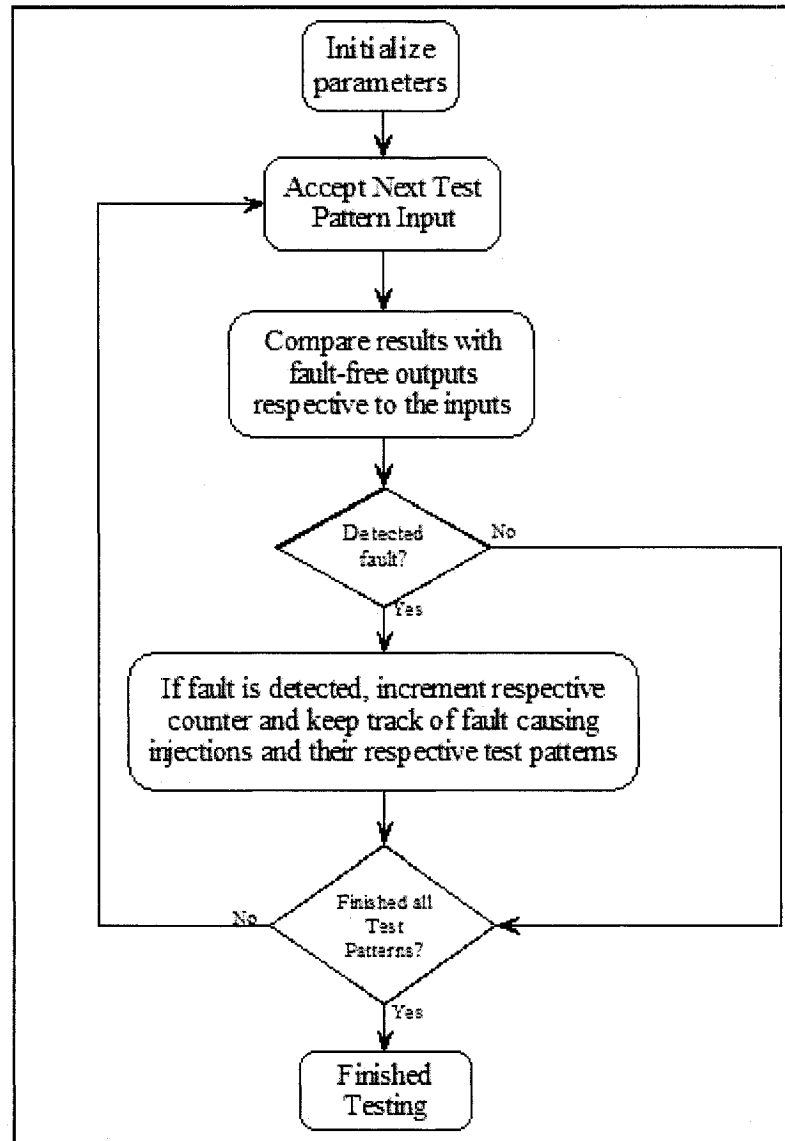 Initialize
parameters
Accept Next Test
Pattern Input
Compare results with
fault-free outputs
respective to the inputs
Detected
fault?
No
Yes
If fault is detected, increment respective
counter and keep track of fault causing
injections and their respective test patterns
Finished all
Test
Patterns?
No
Yes
Finished
Testing